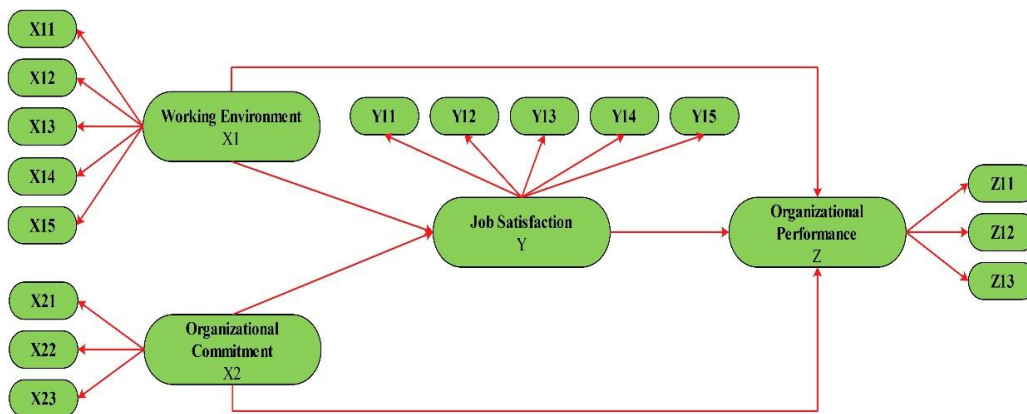 X11
X12
X13
X14
X15
Working Environment
X1
Y11
Y12
Y13
Y14
Y15
Job Satisfaction
Y
Organizational
Performance
Z
Z11
Z12
Z13
X21
X22
X23
Organizational
Commitment
X2